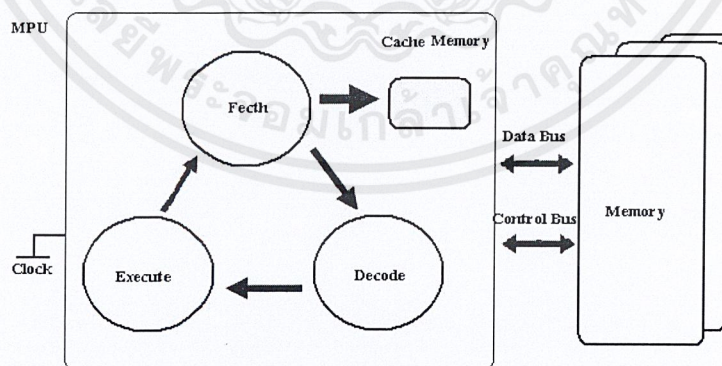 MPU
Cache Memory
Fecth
Data Bus
Memory
Control Bus
Clock
Execute
Decode